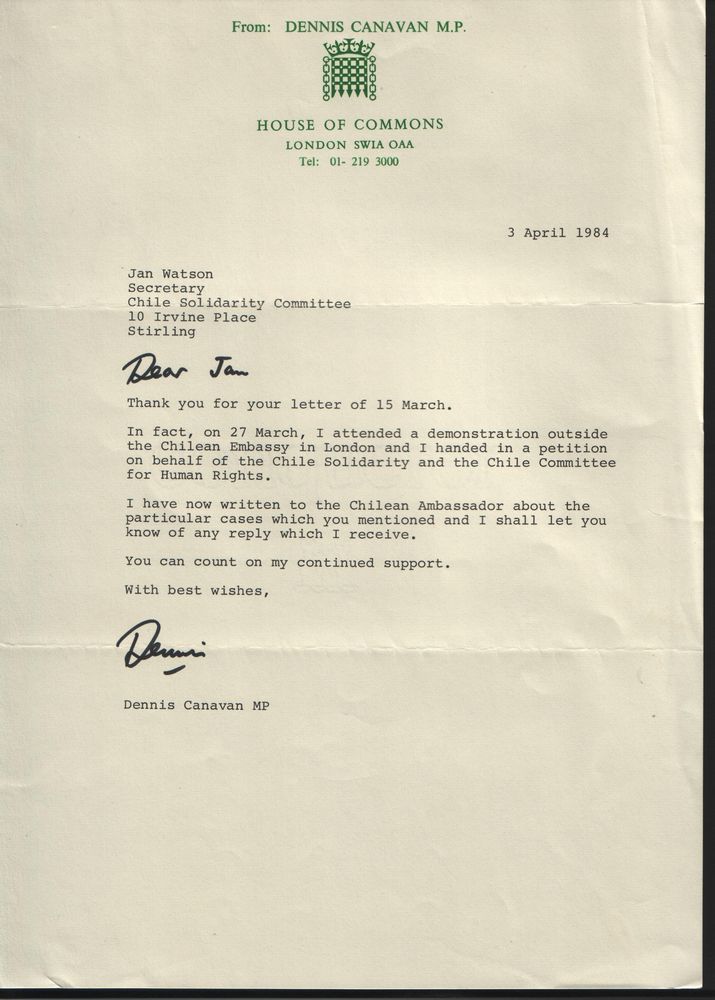 From: DENNIS CANAVAN M.P.
HOUSE OF COMMONS
LONDON SWIA OAA
Tel: 01- 219 3000
3 April 1984
Jan Watson
Secretary
Chile Solidarity Committee
10 Irvine Place
Stirling
Dear Jan
Thank you for your letter of 15 March.
In fact, on 27 March, I attended a demonstration outside
the Chilean Embassy in London and I handed in a petition
on behalf of the Chile Solidarity and the Chile Committee
for Human Rights.
I have now written to the Chilean Ambassador about the
particular cases which you mentioned and I shall let you
know of any reply which I receive.
You can count on my continued support.
With best wishes,
Dennis
Dennis Canavan MP